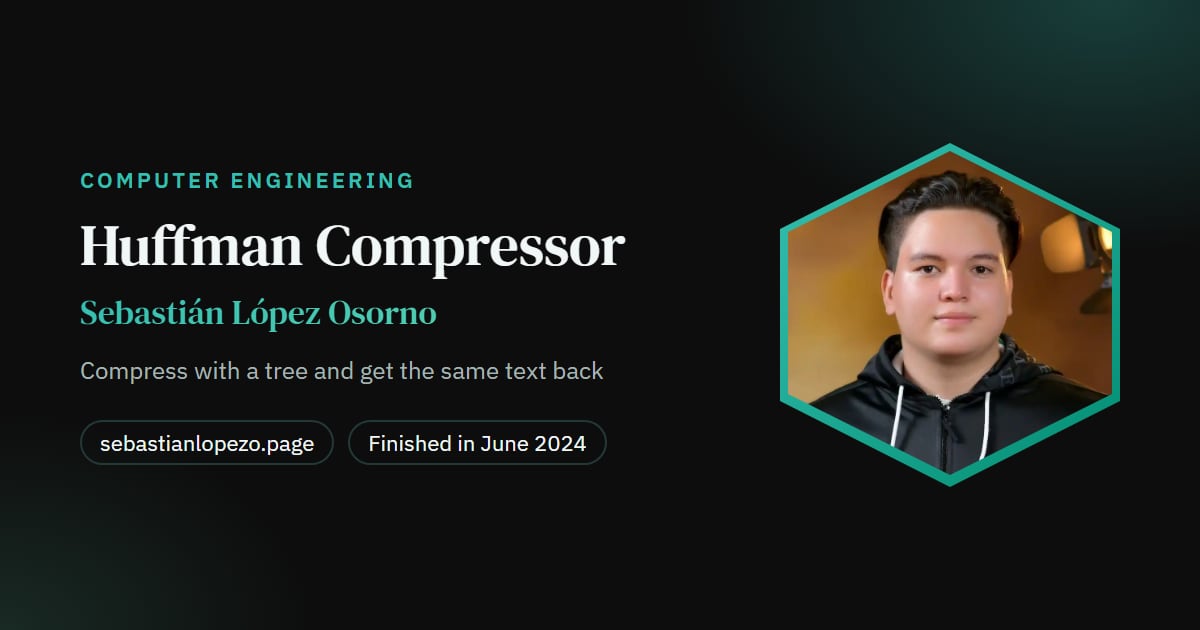 COMPUTER ENGINEERING
Huffman Compressor
Sebastián López Osorno
Compress with a tree and get the same text back
sebastianlopezo.page
Finished in June 2024